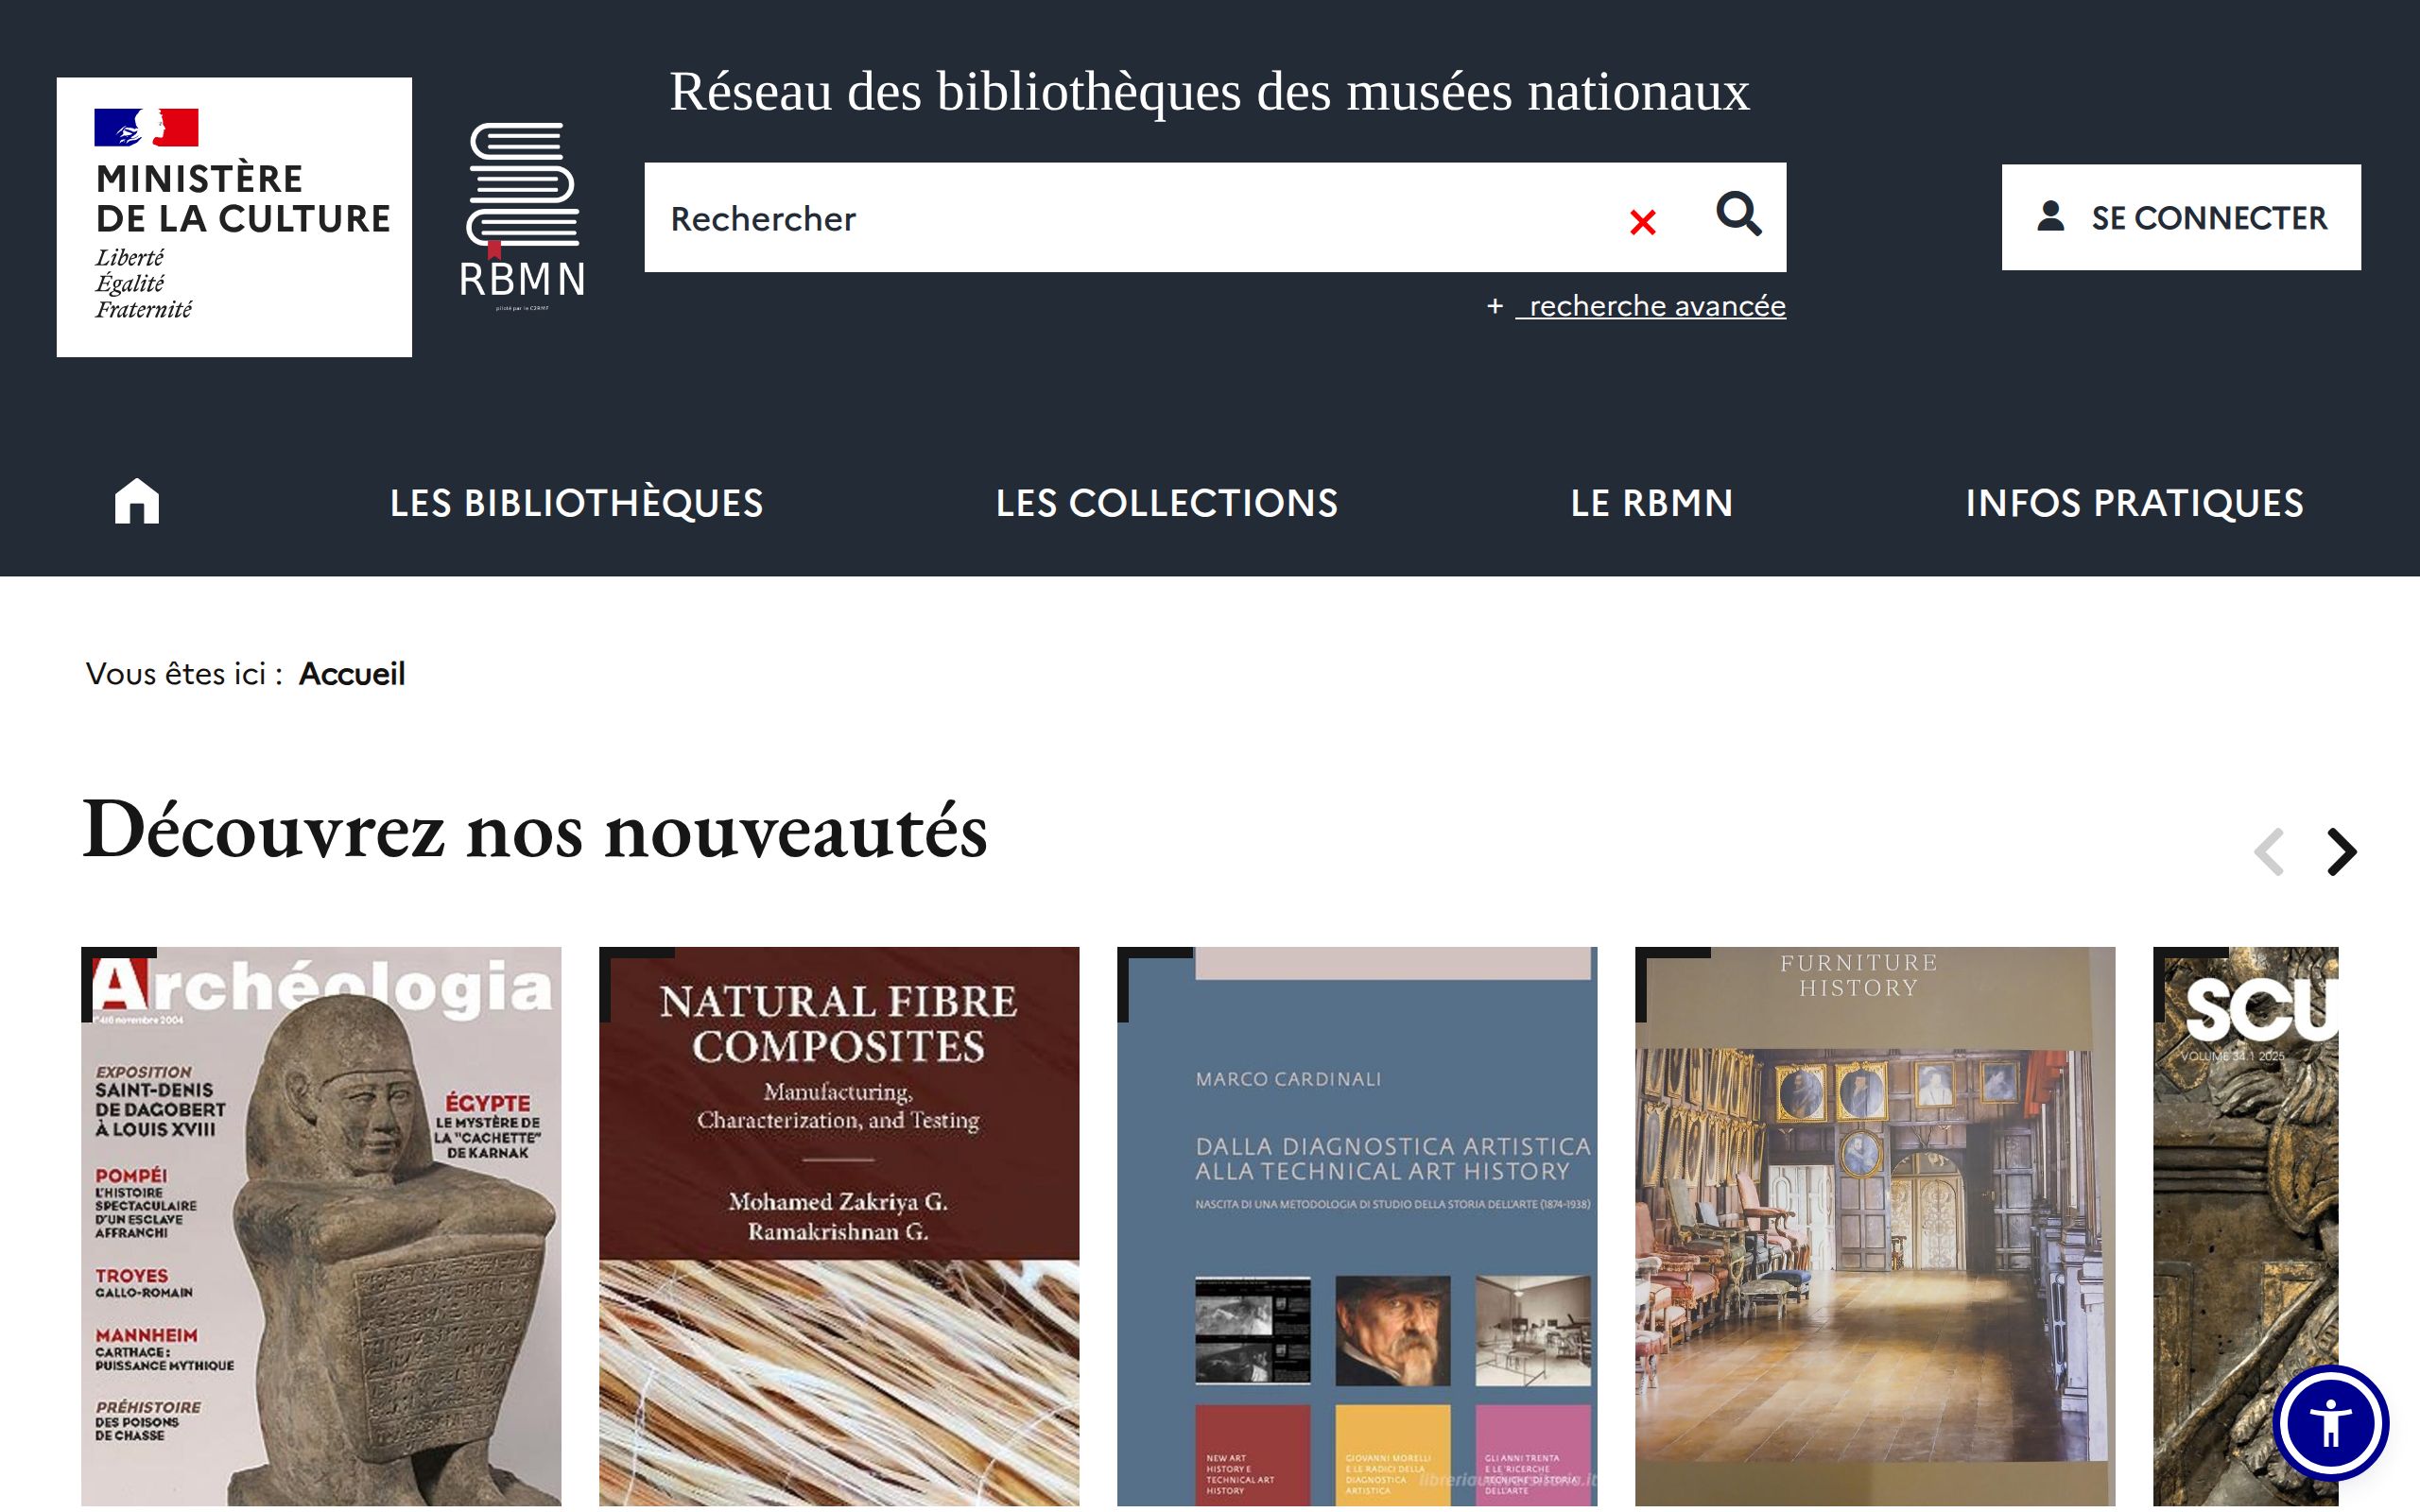 MINISTÈRE
DE LA CULTURE
Liberté
Égalité
Fraternité
RBMN
piloté par le C2RMF
Réseau des bibliothèques des musées nationaux
Rechercher
+ recherche avancée
SE CONNECTER
LES BIBLIOTHÈQUES
LES COLLECTIONS
LE RBMN
INFOS PRATIQUES
Vous êtes ici : Accueil
Découvrez nos nouveautés
Archéologia
N°416 novembre 2004
EXPOSITION
SAINT-DENIS
DE DAGOBERT
À LOUIS XVIII
ÉGYPTE
LE MYSTÈRE DE
LA "CACHETTE"
DE KARNAK
POMPÉI
L'HISTOIRE
SPECTACULAIRE
D'UN ESCLAVE
AFFRANCHI
TROYES
GALLO-ROMAIN
MANNHEIM
CARTHAGE :
PUISSANCE MYTHIQUE
PRÉHISTOIRE
DES POISONS
DE CHASSE
NATURAL FIBRE
COMPOSITES
Manufacturing,
Characterization, and Testing
Mohamed Zakriya G.
Ramakrishnan G.
MARCO CARDINALI
DALLA DIAGNOSTICA ARTISTICA
ALLA TECHNICAL ART HISTORY
NASCITA DI UNA METODOLOGIA DI STUDIO DELLA STORIA DELL'ARTE (1874-1938)
NEW ART
HISTORY E
TECHNICAL ART
HISTORY
GIOVANNI MORELLI
E LE RADICI DELLA
DIAGNOSTICA
ARTISTICA
GLI ANNI TRENTA
E LE RICERCHE
TECNICHE DI STORIA
DELL'ARTE
FURNITURE
HISTORY
SCU
VOLUME 34.1 2025